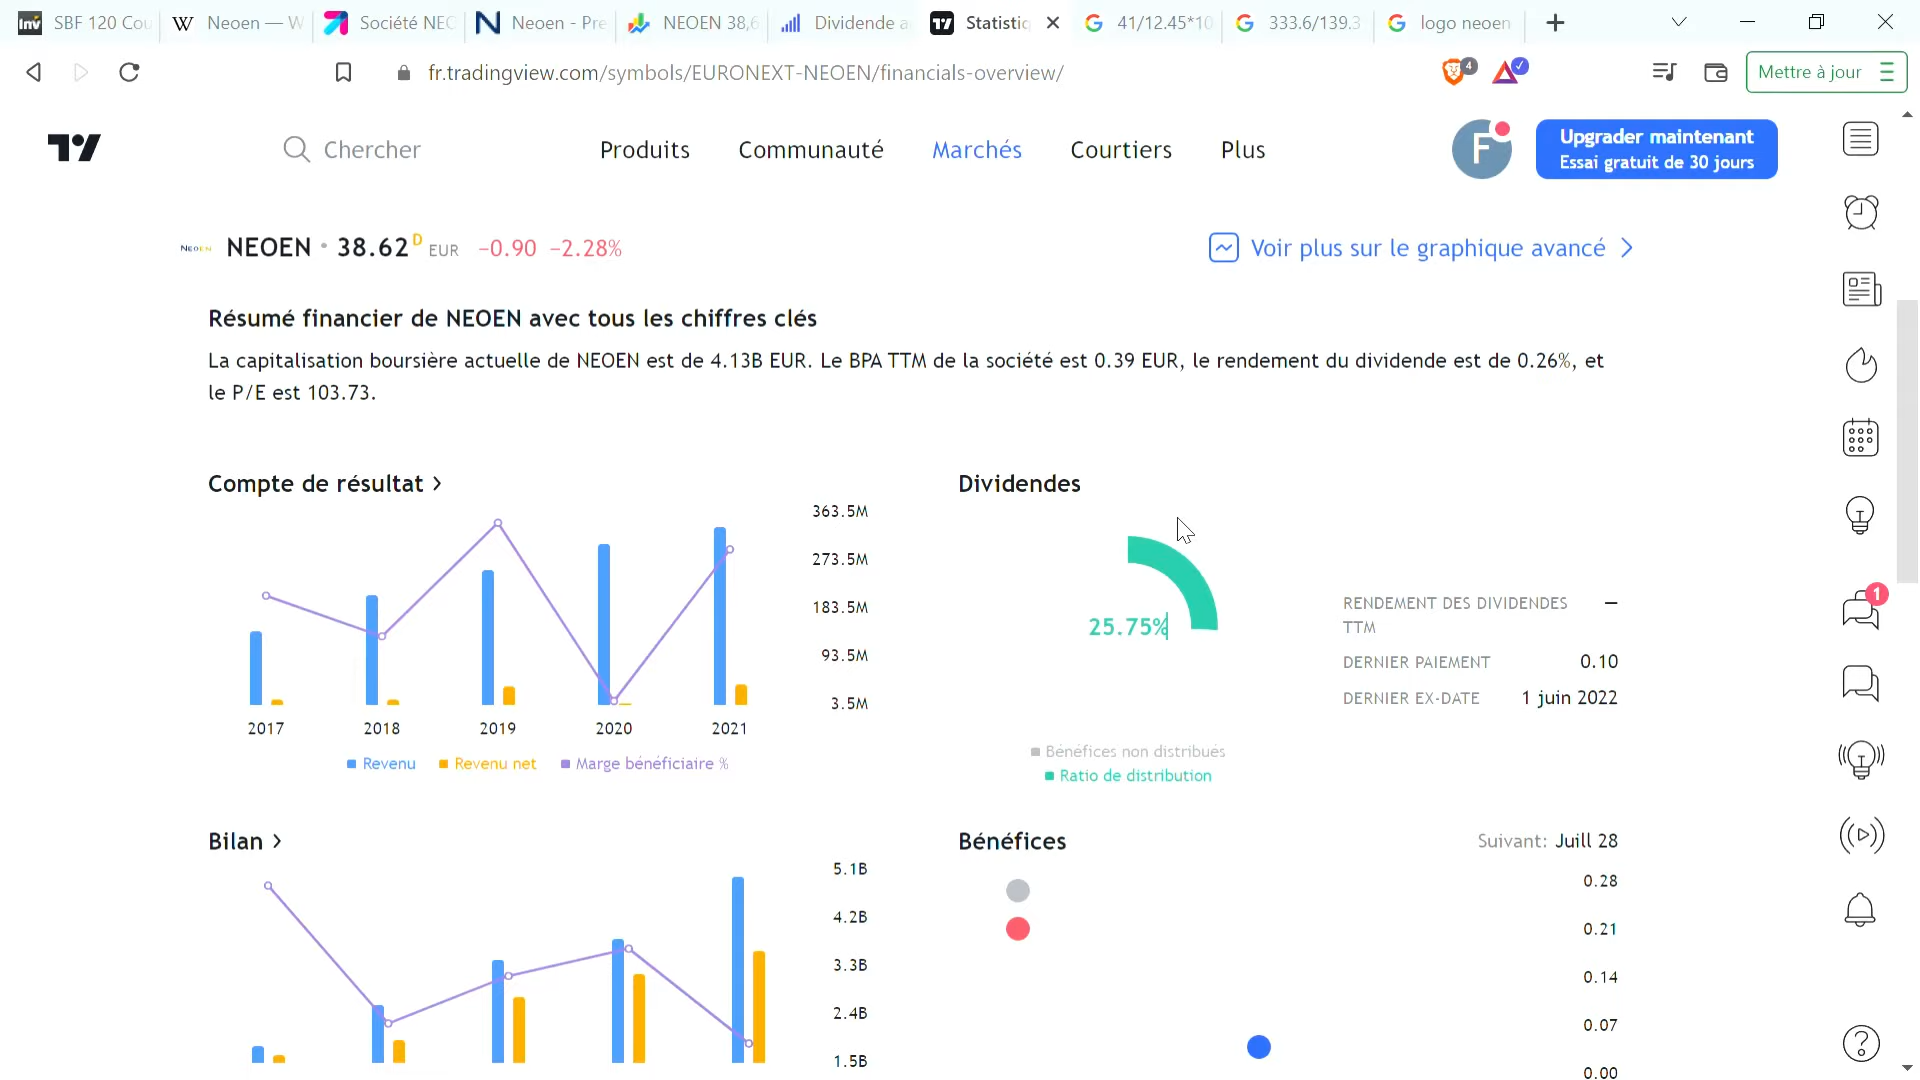 SBF 120 Cou
Neoen — W
Société NEC
Neoen - Pre
NEOEN 38,6
Dividende a
Statistiq
41/12.45*10
333.6/139.3
logo neoen
fr.tradingview.com/symbols/EURONEXT-NEOEN/financials-overview/
4
Mettre à jour
Chercher
Produits
Communauté
Marchés
Courtiers
Plus
F
Upgrader maintenant
Essai gratuit de 30 jours
NEOEN
NEOEN • 38.62 D EUR −0.90 −2.28%
Voir plus sur le graphique avancé
Résumé financier de NEOEN avec tous les chiffres clés
La capitalisation boursière actuelle de NEOEN est de 4.13B EUR. Le BPA TTM de la société est 0.39 EUR, le rendement du dividende est de 0.26%, et
le P/E est 103.73.
Compte de résultat
363.5M
273.5M
183.5M
93.5M
3.5M
2017 2018 2019 2020 2021
Revenu Revenu net Marge bénéficiaire %
Dividendes
25.75%
RENDEMENT DES DIVIDENDES —
TTM
DERNIER PAIEMENT 0.10
DERNIER EX-DATE 1 juin 2022
Bénéfices non distribués
Ratio de distribution
1
Bilan
5.1B
4.2B
3.3B
2.4B
1.5B
Bénéfices
Suivant: Juill 28
0.28
0.21
0.14
0.07
0.00